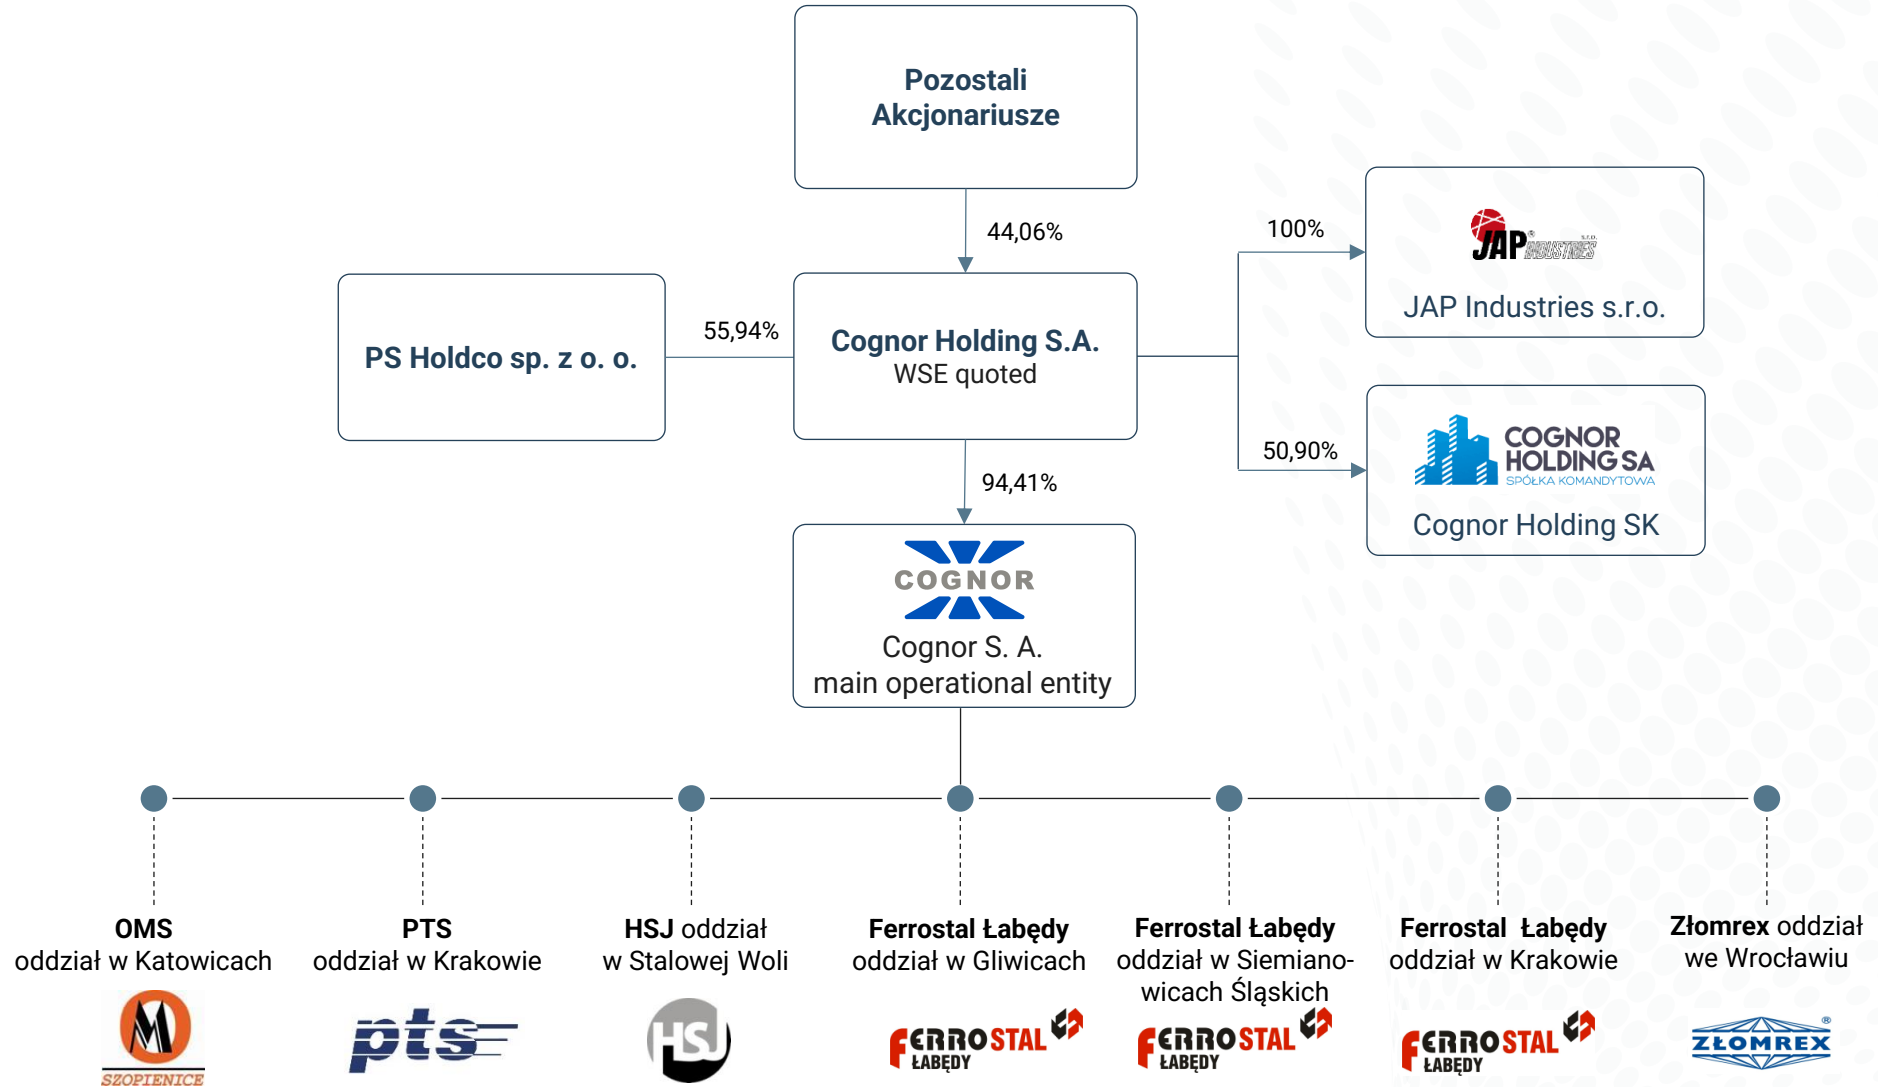 Pozostali
Akcjonariusze
44,06%
100%
JAP® INDUSTRIES s.r.o.
JAP Industries s.r.o.
PS Holdco sp. z o. o.
55,94%
Cognor Holding S.A.
WSE quoted
50,90%
COGNOR
HOLDING SA
SPÓŁKA KOMANDYTOWA
Cognor Holding SK
94,41%
COGNOR
Cognor S. A.
main operational entity
OMS
oddział w Katowicach
SZOPIENICE
PTS
oddział w Krakowie
pts
HSJ oddział
w Stalowej Woli
HSJ
Ferrostal Łabędy
oddział w Gliwicach
FERROSTAL
ŁABĘDY
Ferrostal Łabędy
oddział w Siemiano-
wicach Śląskich
FERROSTAL
ŁABĘDY
Ferrostal  Łabędy
oddział w Krakowie
FERROSTAL
ŁABĘDY
Złomrex oddział
we Wrocławiu
ZŁOMREX®